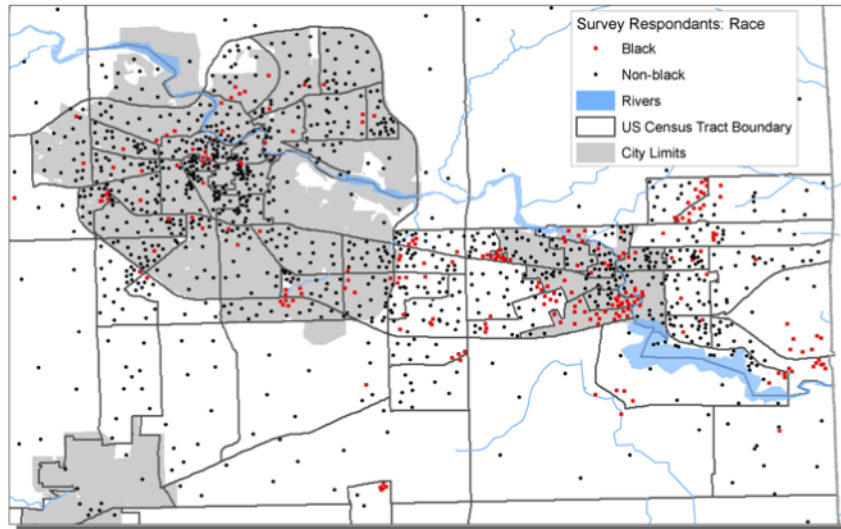 Survey Respondants: Race
Black
Non-black
Rivers
US Census Tract Boundary
City Limits